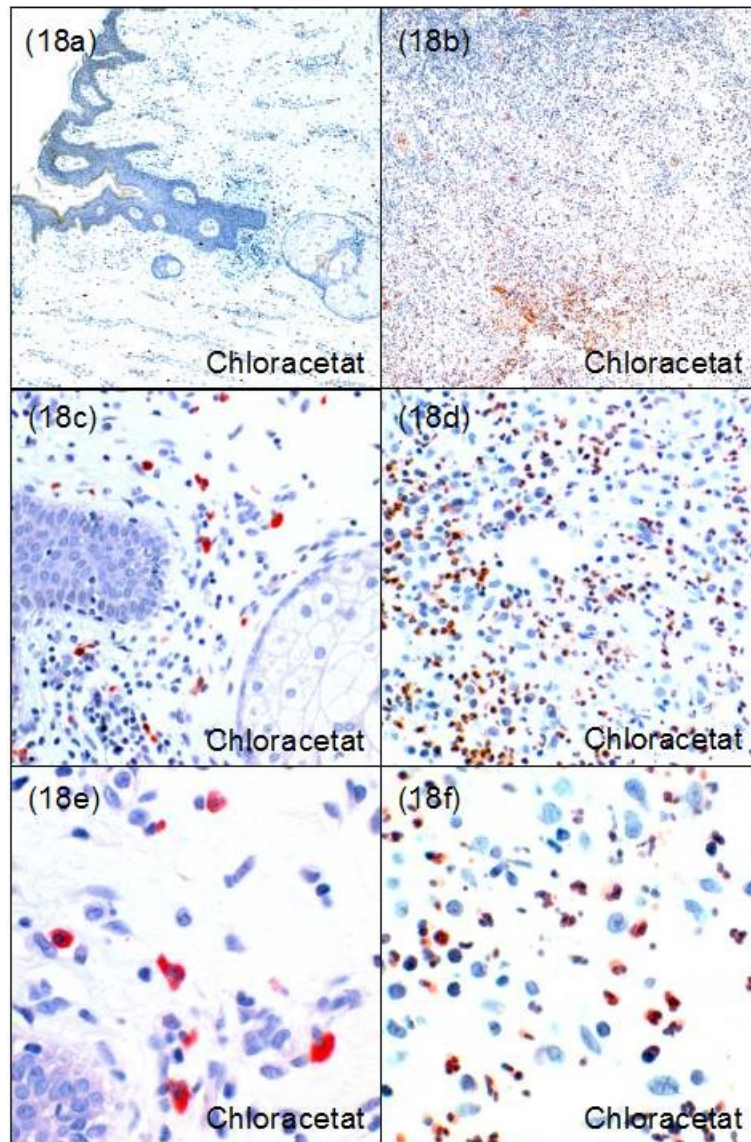 (18a)
Chloracetat
(18b)
Chloracetat
(18c)
Chloracetat
(18d)
Chloracetat
(18e)
Chloracetat
(18f)
Chloracetat